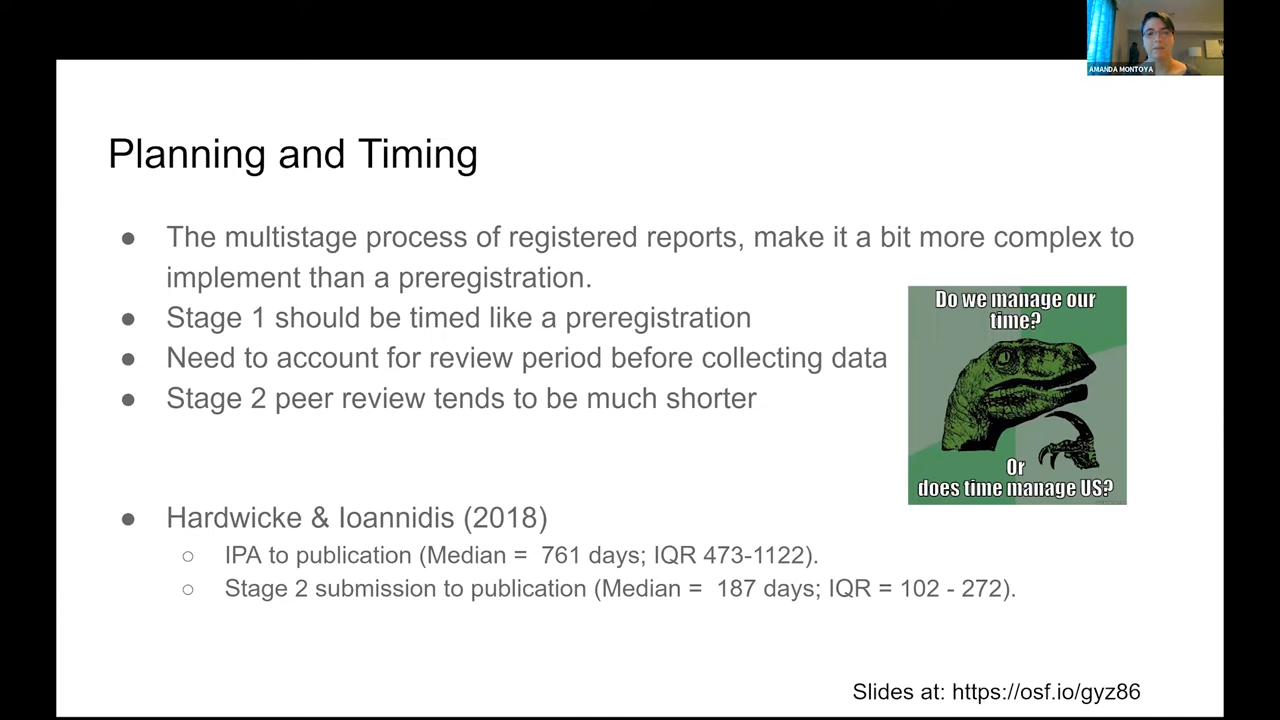 AMANDA MONTOYA
Planning and Timing
● The multistage process of registered reports, make it a bit more complex to
implement than a preregistration.
● Stage 1 should be timed like a preregistration
● Need to account for review period before collecting data
● Stage 2 peer review tends to be much shorter
Do we manage our
time?
Or
does time manage US?
● Hardwicke & Ioannidis (2018)
○ IPA to publication (Median = 761 days; IQR 473-1122).
○ Stage 2 submission to publication (Median = 187 days; IQR = 102 - 272).
Slides at: https://osf.io/gyz86